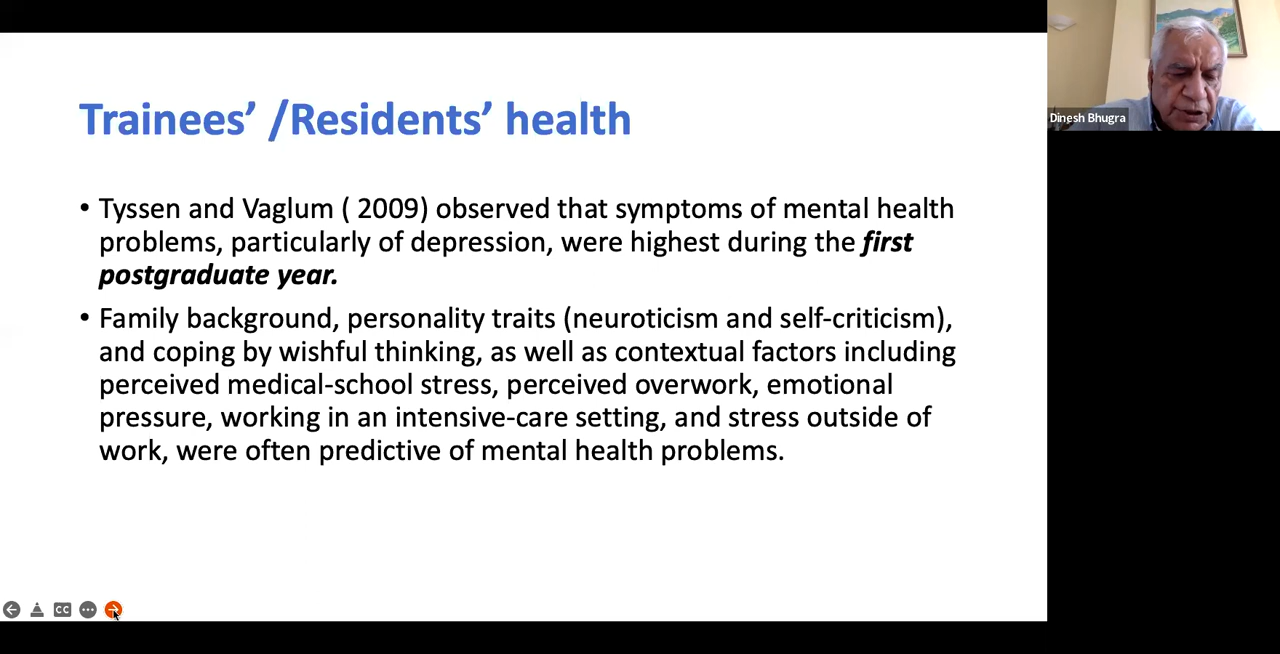 Trainees’ /Residents’ health
• Tyssen and Vaglum ( 2009) observed that symptoms of mental health
problems, particularly of depression, were highest during the first
postgraduate year.
• Family background, personality traits (neuroticism and self-criticism),
and coping by wishful thinking, as well as contextual factors including
perceived medical-school stress, perceived overwork, emotional
pressure, working in an intensive-care setting, and stress outside of
work, were often predictive of mental health problems.
Dinesh Bhugra
CC